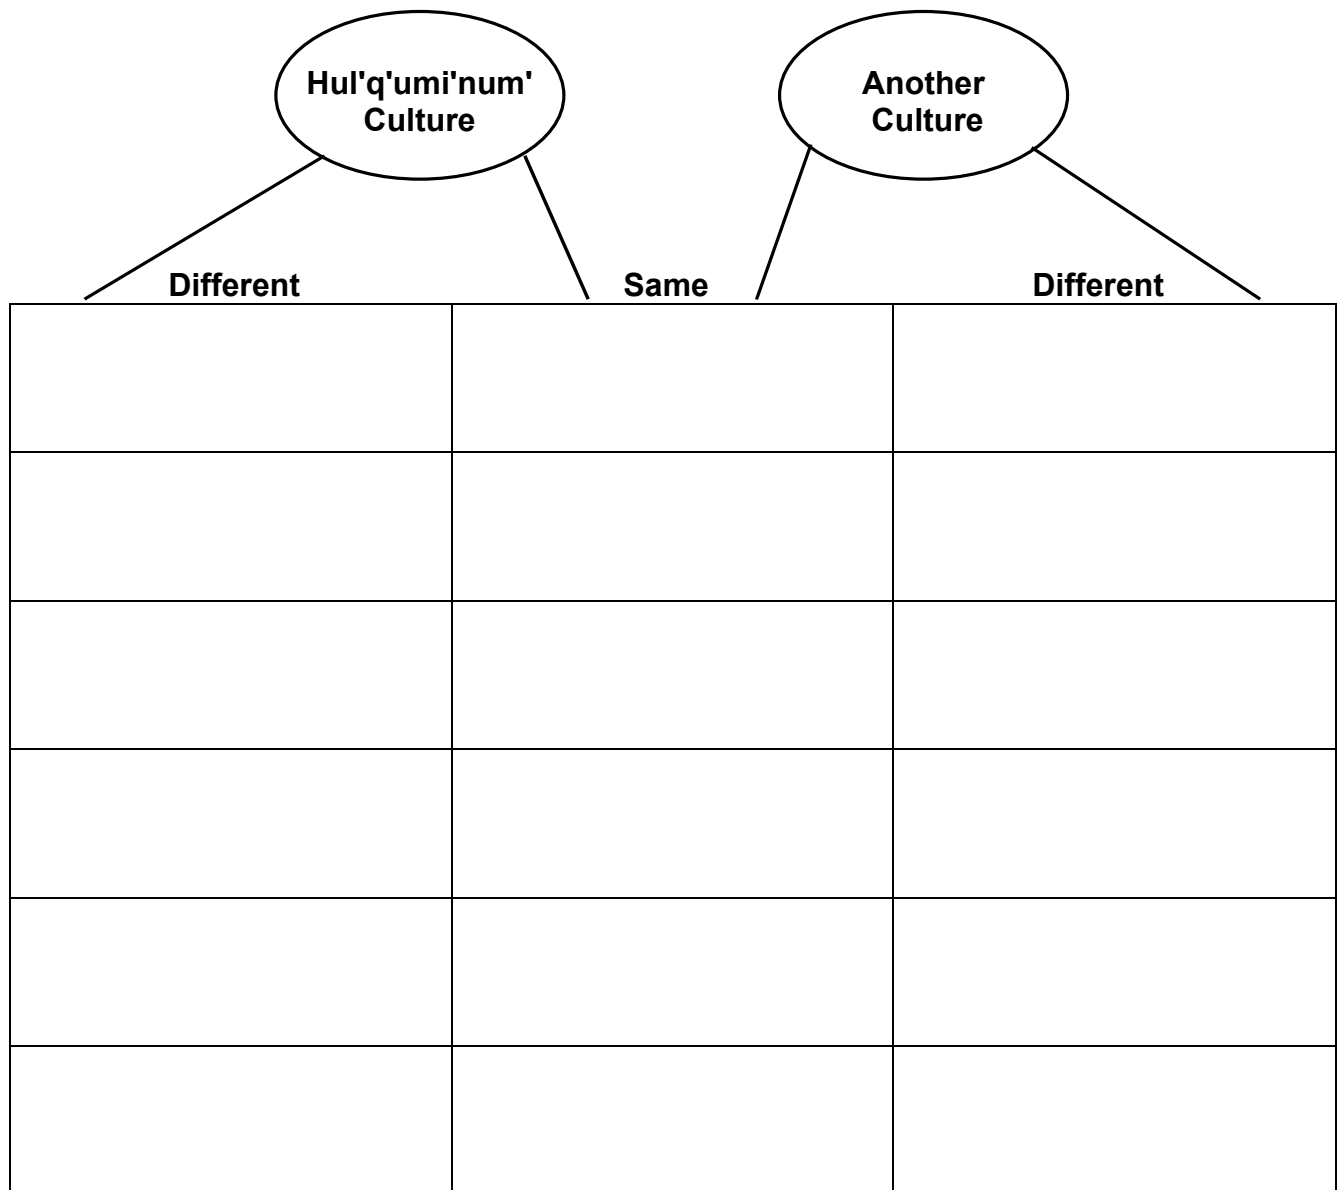 Hul'q'umi'num'
Culture
Another
Culture
Different
Same
Different